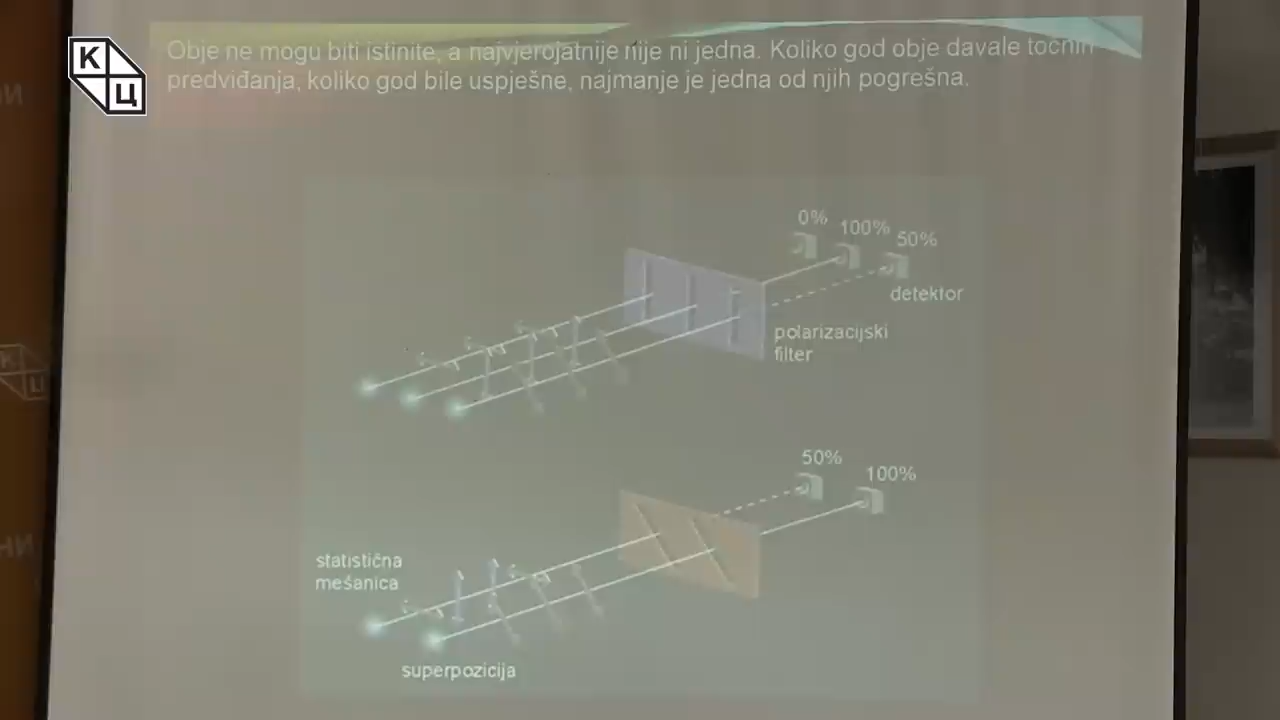 Obje ne mogu biti istinite, a najvjerojatnije nije ni jedna. Koliko god obje davale točnih
predviđanja, koliko god bile uspješne, najmanje je jedna od njih pogrešna.
К
Ц
0%
100%
50%
detektor
polarizacijski
filter
50%
100%
statistična
mešanica
superpozicija